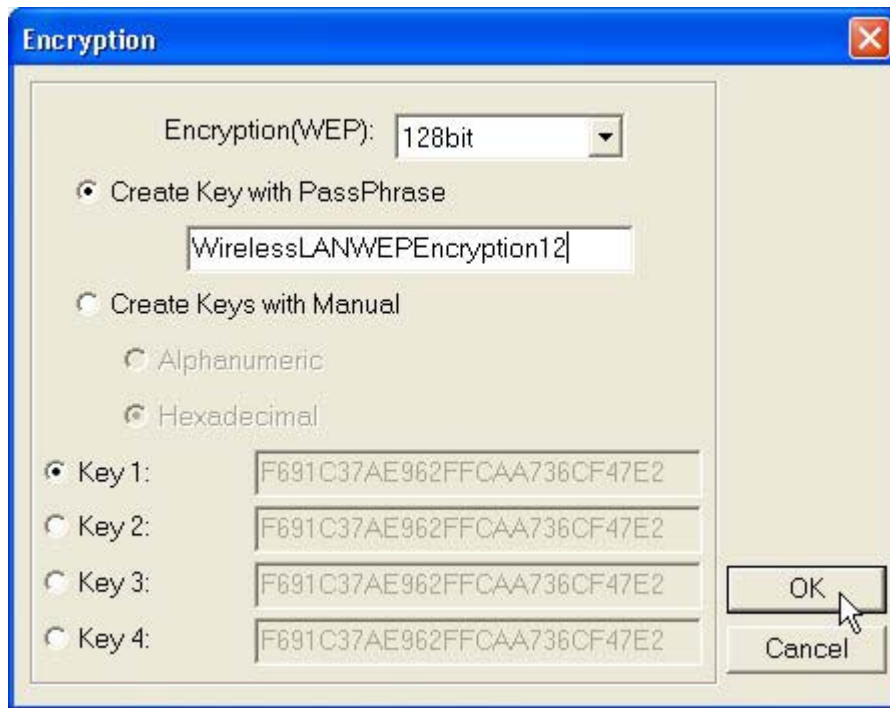 Encryption
Encryption(WEP): 128bit
Create Key with PassPhrase
WirelessLANWEPEncryption12
Create Keys with Manual
Alphanumeric
Hexadecimal
Key 1: F691C37AE962FFCAA736CF47E2
Key 2: F691C37AE962FFCAA736CF47E2
Key 3: F691C37AE962FFCAA736CF47E2
Key 4: F691C37AE962FFCAA736CF47E2
OK
Cancel